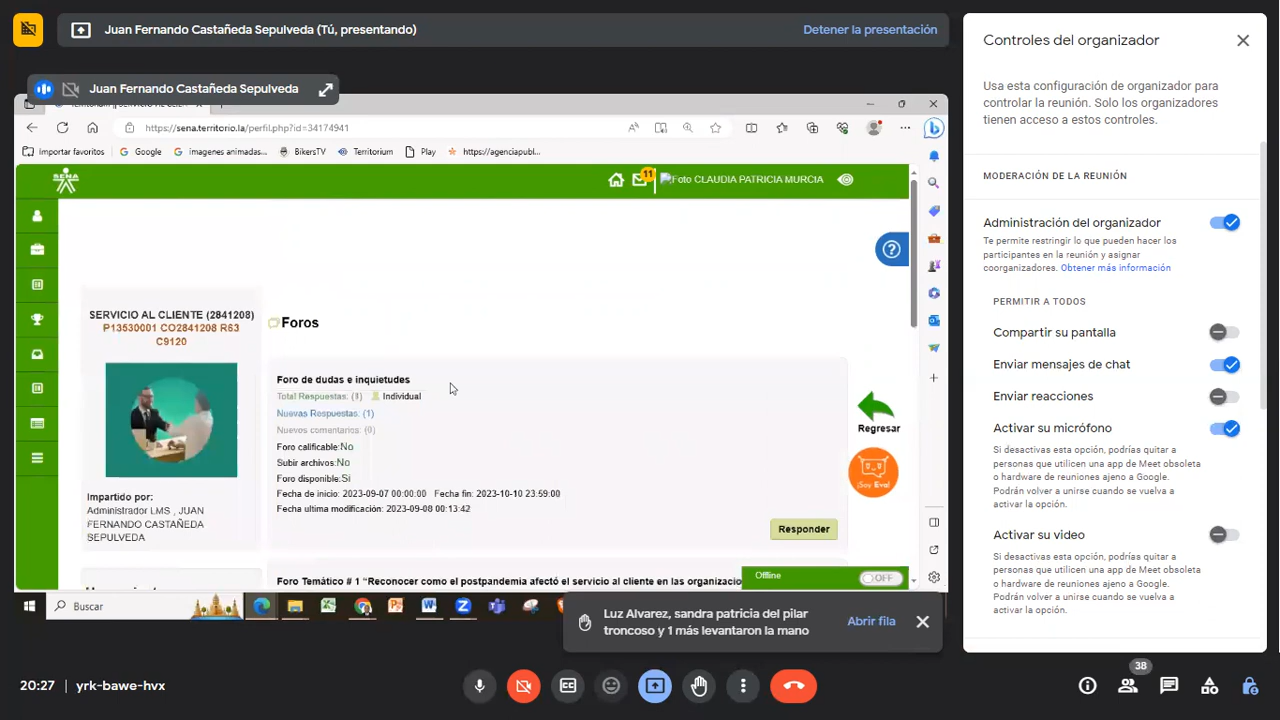 Juan Fernando Castañeda Sepulveda (Tú, presentando)
Detener la presentación
Juan Fernando Castañeda Sepulveda
https://sena.territorio.la/perfil.php?id=34174941
Importar favoritos
Google
imagenes animadas...
BikersTV
Territorium
Play
https://agenciapubl...
SENA
11
Foto CLAUDIA PATRICIA MURCIA
SERVICIO AL CLIENTE (2841208)
P13530001 CO2841208 R63
C9120
Impartido por:
Administrador LMS , JUAN
FERNANDO CASTAÑEDA
SEPULVEDA
Foros
Foro de dudas e inquietudes
Total Respuestas: (1) Individual
Nuevas Respuestas: (1)
Nuevos comentarios: (0)
Foro calificable:No
Subir archivos:No
Foro disponible:Si
Fecha de inicio: 2023-09-07 00:00:00 Fecha fin: 2023-10-10 23:59:00
Fecha ultima modificación: 2023-09-08 00:13:42
Responder
Regresar
¡Soy Eva!
Foro Temático # 1 "Reconocer como el postpandemia afectó el servicio al cliente en las organizacio
Offline
OFF
Buscar
Luz Alvarez, sandra patricia del pilar
troncoso y 1 más levantaron la mano
Abrir fila
20:27 | yrk-bawe-hvx
38
Controles del organizador
Usa esta configuración de organizador para
controlar la reunión. Solo los organizadores
tienen acceso a estos controles.
MODERACIÓN DE LA REUNIÓN
Administración del organizador
Te permite restringir lo que pueden hacer los
participantes en la reunión y asignar
coorganizadores. Obtener más información
PERMITIR A TODOS
Compartir su pantalla
Enviar mensajes de chat
Enviar reacciones
Activar su micrófono
Si desactivas esta opción, podrías quitar a
personas que utilicen una app de Meet obsoleta
o hardware de reuniones ajeno a Google.
Podrán volver a unirse cuando se vuelva a
activar la opción.
Activar su video
Si desactivas esta opción, podrías quitar a
personas que utilicen una app de Meet obsoleta
o hardware de reuniones ajeno a Google.
Podrán volver a unirse cuando se vuelva a
activar la opción.